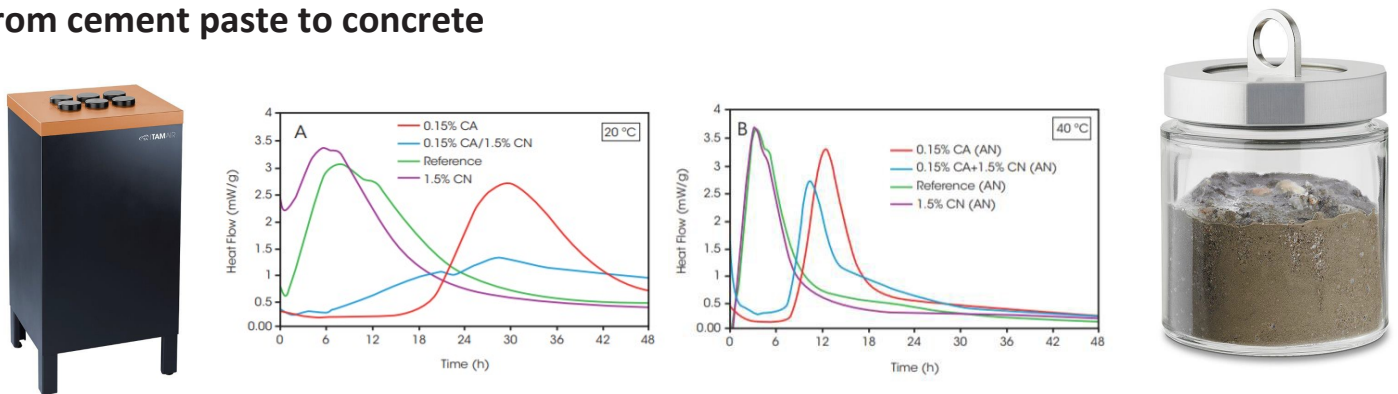 rom cement paste to concrete
TAMAIR
A
20 °C
0.15% CA
0.15% CA/1.5% CN
Reference
1.5% CN
Heat Flow (mW/g)
4
3.5
3.5
2.5
2
1.5
1
0.5
0.00
0 6 12 18 24 30 36 42 48
Time (h)
B
40 °C
0.15% CA (AN)
0.15% CA+1.5% CN (AN)
Reference (AN)
1.5% CN (AN)
Heat Flow (mW/g)
4
3.5
3
2.5
2
1.5
1
0.5
0.00
0 6 12 18 24 30 36 42 48
Time (h)